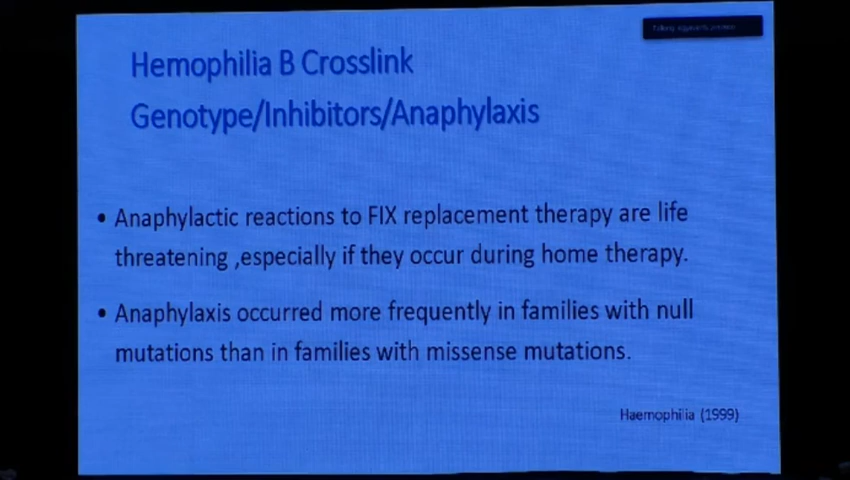 Hemophilia B Crosslink
Genotype/Inhibitors/Anaphylaxis
• Anaphylactic reactions to FIX replacement therapy are life
threatening ,especially if they occur during home therapy.
• Anaphylaxis occurred more frequently in families with null
mutations than in families with missense mutations.
Haemophilia (1999)